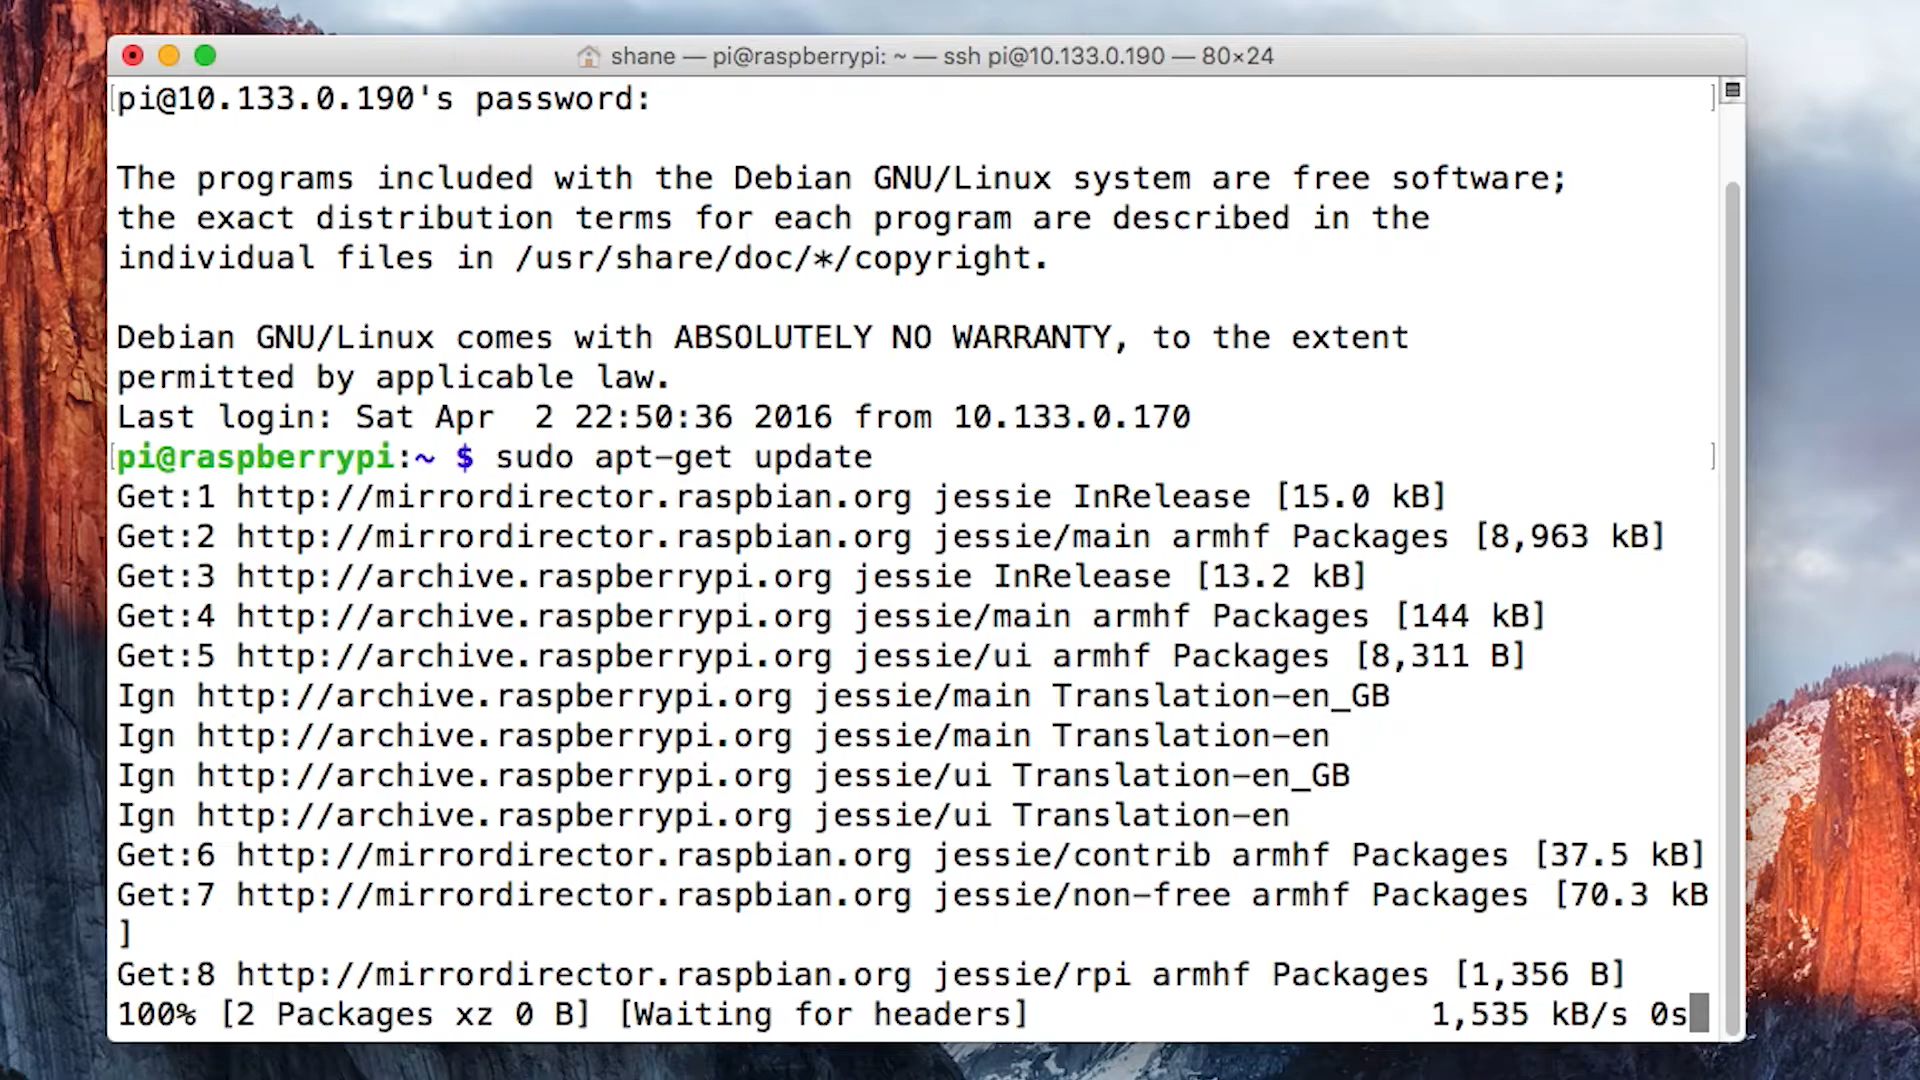 shane — pi@raspberrypi: ~ — ssh pi@10.133.0.190 — 80×24
[pi@10.133.0.190's password: ]
The programs included with the Debian GNU/Linux system are free software;
the exact distribution terms for each program are described in the
individual files in /usr/share/doc/*/copyright.
Debian GNU/Linux comes with ABSOLUTELY NO WARRANTY, to the extent
permitted by applicable law.
Last login: Sat Apr  2 22:50:36 2016 from 10.133.0.170
[pi@raspberrypi:~ $ sudo apt-get update ]
Get:1 http://mirrordirector.raspbian.org jessie InRelease [15.0 kB]
Get:2 http://mirrordirector.raspbian.org jessie/main armhf Packages [8,963 kB]
Get:3 http://archive.raspberrypi.org jessie InRelease [13.2 kB]
Get:4 http://archive.raspberrypi.org jessie/main armhf Packages [144 kB]
Get:5 http://archive.raspberrypi.org jessie/ui armhf Packages [8,311 B]
Ign http://archive.raspberrypi.org jessie/main Translation-en_GB
Ign http://archive.raspberrypi.org jessie/main Translation-en
Ign http://archive.raspberrypi.org jessie/ui Translation-en_GB
Ign http://archive.raspberrypi.org jessie/ui Translation-en
Get:6 http://mirrordirector.raspbian.org jessie/contrib armhf Packages [37.5 kB]
Get:7 http://mirrordirector.raspbian.org jessie/non-free armhf Packages [70.3 kB
]
Get:8 http://mirrordirector.raspbian.org jessie/rpi armhf Packages [1,356 B]
100% [2 Packages xz 0 B] [Waiting for headers] 1,535 kB/s 0s